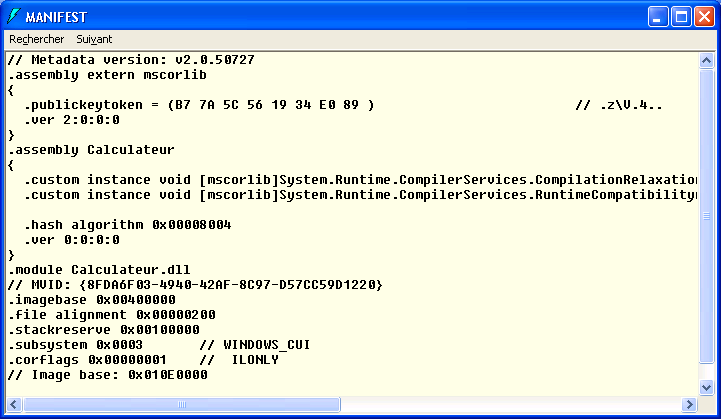 MANIFEST
Rechercher Suivant
// Metadata version: v2.0.50727
.assembly extern mscorlib
{
  .publickeytoken = (B7 7A 5C 56 19 34 E0 89 )                         // .z\V.4..
  .ver 2:0:0:0
}
.assembly Calculateur
{
  .custom instance void [mscorlib]System.Runtime.CompilerServices.CompilationRelaxation
  .custom instance void [mscorlib]System.Runtime.CompilerServices.RuntimeCompatibility

  .hash algorithm 0x00008004
  .ver 0:0:0:0
}
.module Calculateur.dll
// MVID: {8FDA6F03-4940-42AF-8C97-D57CC59D1220}
.imagebase 0x00400000
.file alignment 0x00000200
.stackreserve 0x00100000
.subsystem 0x0003       // WINDOWS_CUI
.corflags 0x00000001    //  ILONLY
// Image base: 0x010E0000